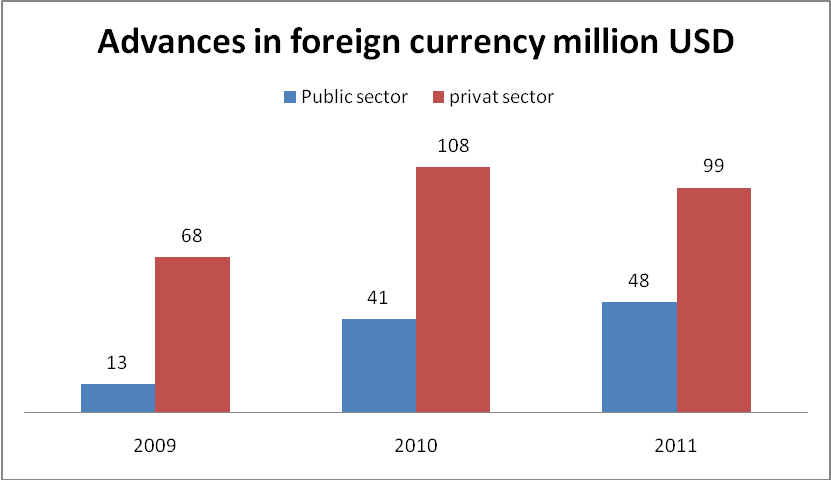 Advances in foreign currency million USD
Public sector privat sector
13 68 41 108 48 99
2009 2010 2011